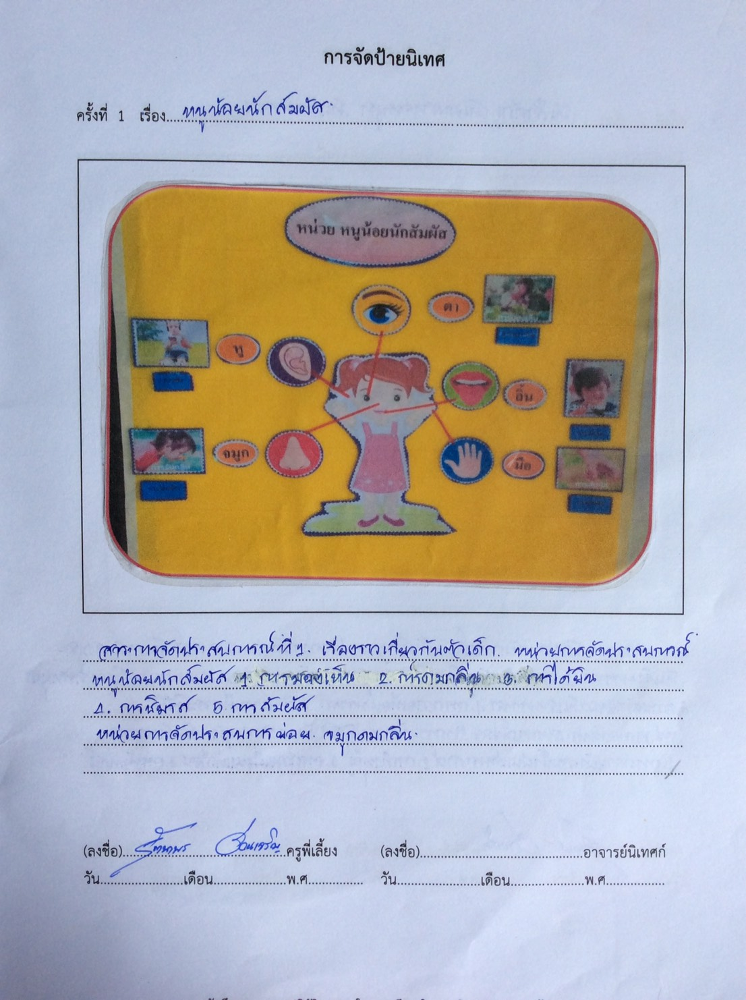 การจัดป้ายนิเทศ
ครั้งที่ 1 เรื่อง หนูน้อยนักสัมผัส
หน่วย หนูน้อยนักสัมผัส
ตา
หู
ลิ้น
จมูก
มือ
สาระการจัดประสบการณ์ที่ 1. เรื่องราวเกี่ยวกับตัวเด็ก. หน่วยการจัดประสบการณ์
หนูน้อยนักสัมผัส 1. การมองเห็น 2. การดมกลิ่น 3. การได้ยิน
4. การชิมรส 5 การสัมผัส
หน่วยการจัดประสบการย่อย. จมูกดมกลิ่น.
(ลงชื่อ) ครูพี่เลี้ยง (ลงชื่อ) อาจารย์นิเทศก์
วัน เดือน พ.ศ. วัน เดือน พ.ศ.